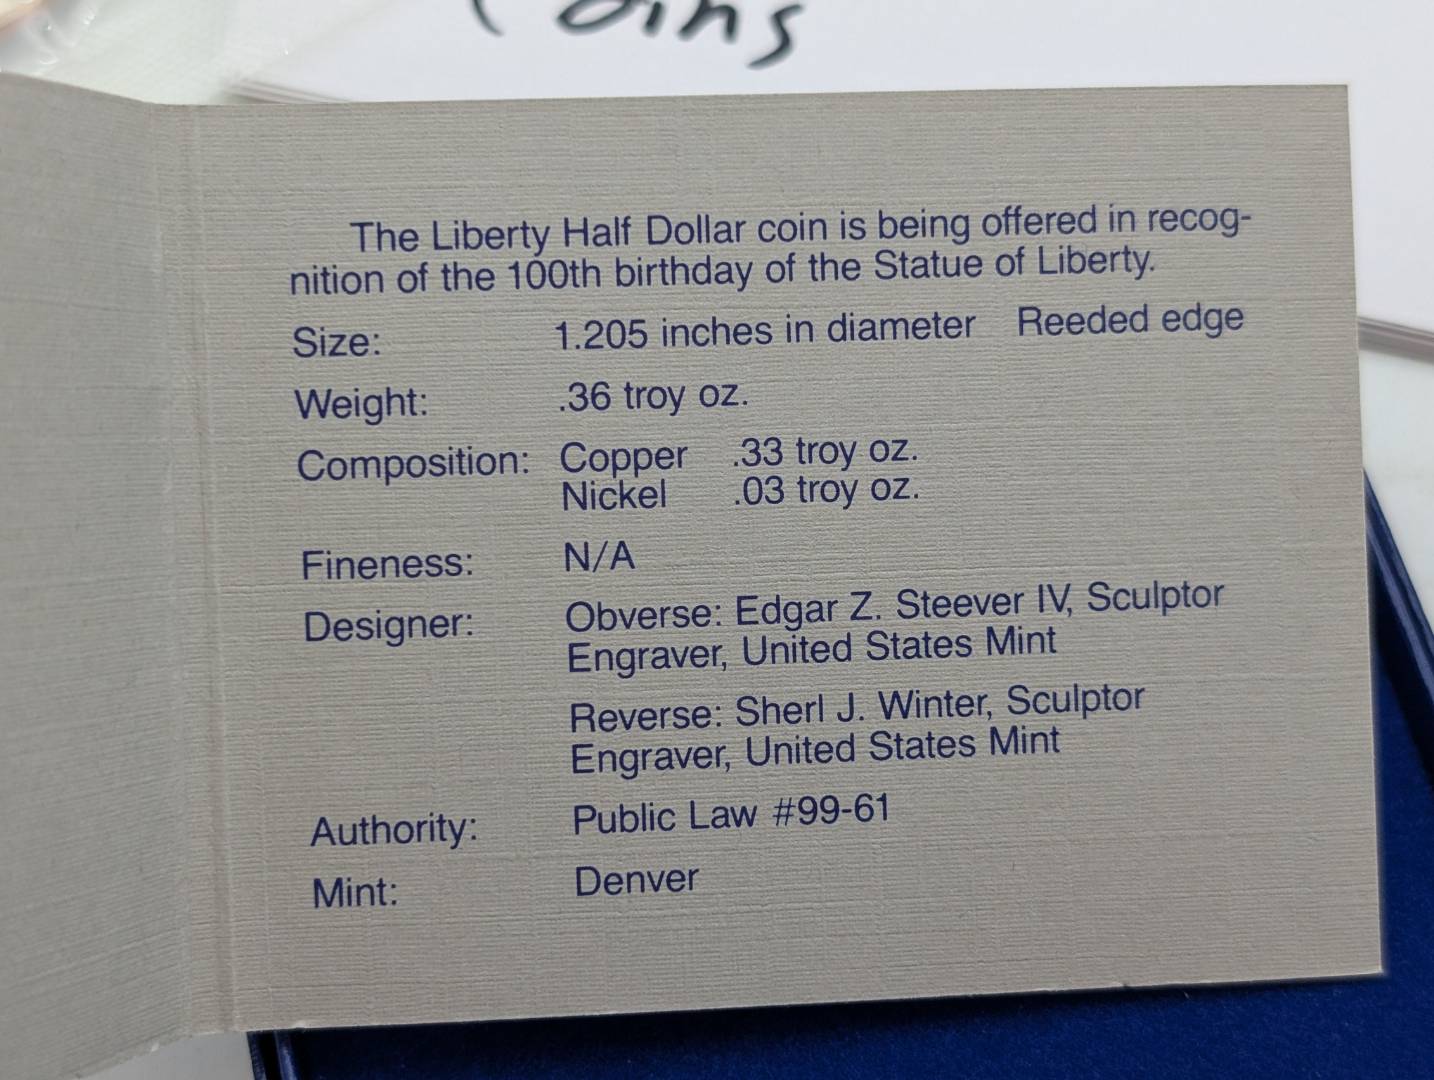 Coins
The Liberty Half Dollar coin is being offered in recog-
nition of the 100th birthday of the Statue of Liberty.
Size: 1.205 inches in diameter Reeded edge
Weight: .36 troy oz.
Composition: Copper .33 troy oz.
Nickel .03 troy oz.
Fineness: N/A
Designer: Obverse: Edgar Z. Steever IV, Sculptor
Engraver, United States Mint
Reverse: Sherl J. Winter, Sculptor
Engraver, United States Mint
Authority: Public Law #99-61
Mint: Denver